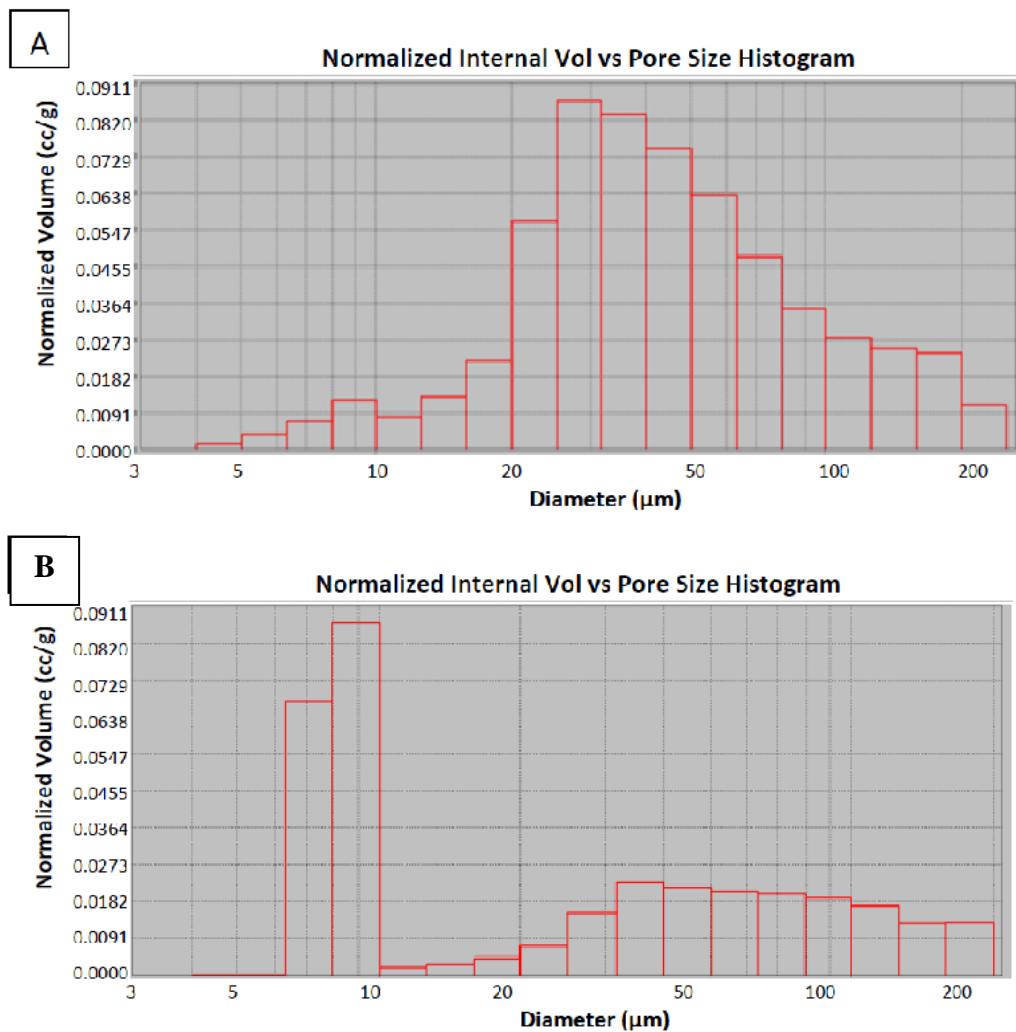 A
Normalized Internal Vol vs Pore Size Histogram
Normalized Volume (cc/g)
0.0911
0.0820
0.0729
0.0638
0.0547
0.0455
0.0364
0.0273
0.0182
0.0091
0.0000
3 5 10 20 50 100 200
Diameter (μm)
B
Normalized Internal Vol vs Pore Size Histogram
Normalized Volume (cc/g)
0.0911
0.0820
0.0729
0.0638
0.0547
0.0455
0.0364
0.0273
0.0182
0.0091
0.0000
3 5 10 20 50 100 200
Diameter (μm)